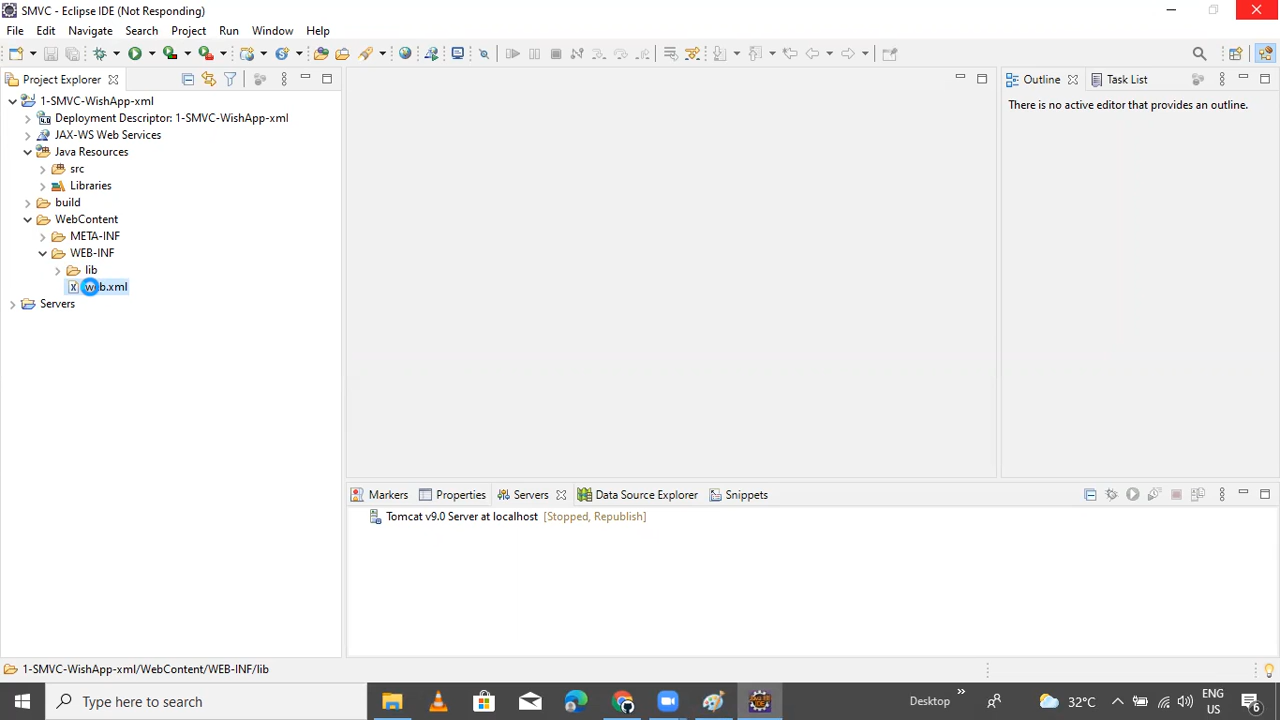 SMVC - Eclipse IDE (Not Responding)
File Edit Navigate Search Project Run Window Help
Project Explorer
Outline Task List
1-SMVC-WishApp-xml
There is no active editor that provides an outline.
Deployment Descriptor: 1-SMVC-WishApp-xml
JAX-WS Web Services
Java Resources
src
Libraries
build
WebContent
META-INF
WEB-INF
lib
web.xml
Servers
Markers Properties Servers Data Source Explorer Snippets
Tomcat v9.0 Server at localhost [Stopped, Republish]
1-SMVC-WishApp-xml/WebContent/WEB-INF/lib
Type here to search
Desktop
32°C
ENG
US
6